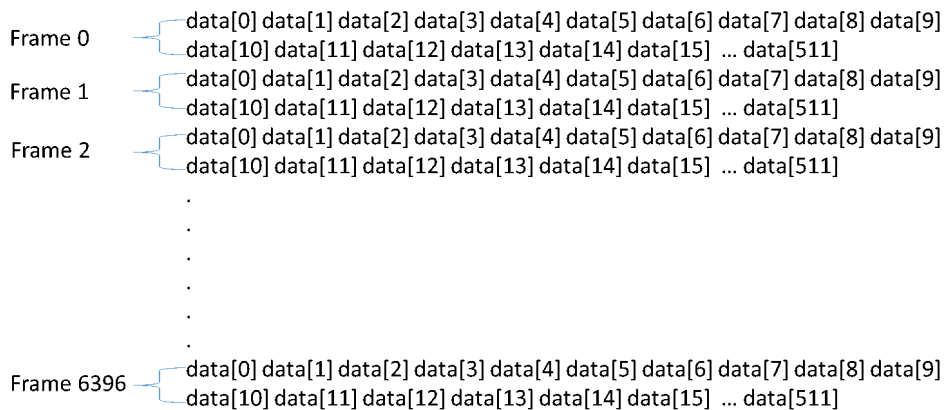 Frame 0
data[0] data[1] data[2] data[3] data[4] data[5] data[6] data[7] data[8] data[9]
data[10] data[11] data[12] data[13] data[14] data[15] ... data[511]
Frame 1
data[0] data[1] data[2] data[3] data[4] data[5] data[6] data[7] data[8] data[9]
data[10] data[11] data[12] data[13] data[14] data[15] ... data[511]
Frame 2
data[0] data[1] data[2] data[3] data[4] data[5] data[6] data[7] data[8] data[9]
data[10] data[11] data[12] data[13] data[14] data[15] ... data[511]
.
.
.
.
.
.
Frame 6396
data[0] data[1] data[2] data[3] data[4] data[5] data[6] data[7] data[8] data[9]
data[10] data[11] data[12] data[13] data[14] data[15] ... data[511]